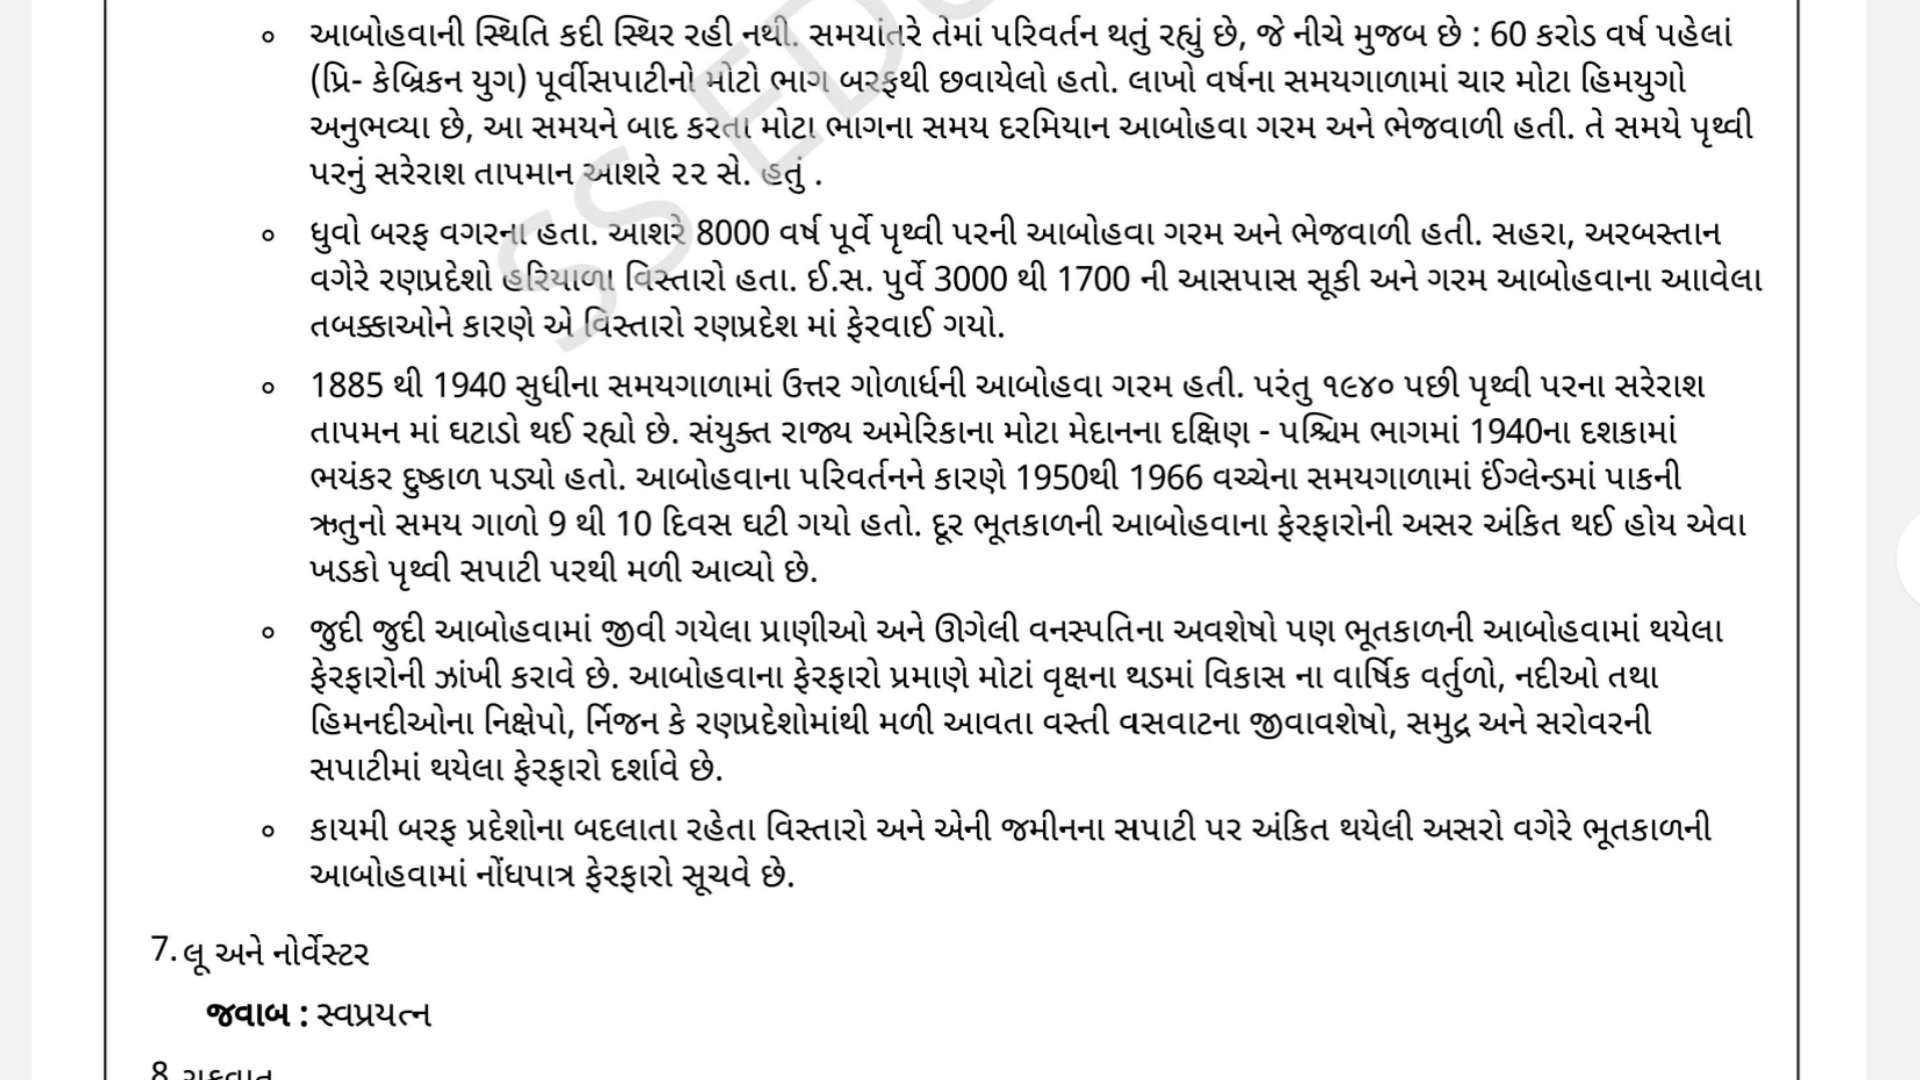 આબોહવાની સ્થિતિ કદી સ્થિર રહી નથી. સમયાંતરે તેમાં પરિવર્તન થતું રહ્યું છે, જે નીચે મુજબ છે : 60 કરોડ વર્ષ પહેલાં
(પ્રિ- કેબ્રિકન યુગ) પૂર્વીસપાટીનો મોટો ભાગ બરફથી છવાયેલો હતો. લાખો વર્ષના સમયગાળામાં ચાર મોટા હિમયુગો
અનુભવ્યા છે, આ સમયને બાદ કરતા મોટા ભાગના સમય દરમિયાન આબોહવા ગરમ અને ભેજવાળી હતી. તે સમયે પૃથ્વી
પરનું સરેરાશ તાપમાન આશરે ૨૨ સે. હતું .
ધુવો બરફ વગરના હતા. આશરે 8000 વર્ષ પૂર્વે પૃથ્વી પરની આબોહવા ગરમ અને ભેજવાળી હતી. સહરા, અરબસ્તાન
વગેરે રણપ્રદેશો હરિયાળા વિસ્તારો હતા. ઈ.સ. પુર્વે 3000 થી 1700 ની આસપાસ સૂકી અને ગરમ આબોહવાના આાવેલા
તબક્કાઓને કારણે એ વિસ્તારો રણપ્રદેશ માં ફેરવાઈ ગયો.
1885 થી 1940 સુધીના સમયગાળામાં ઉત્તર ગોળાર્ધની આબોહવા ગરમ હતી. પરંતુ ૧૯૪૦ પછી પૃથ્વી પરના સરેરાશ
તાપમન માં ઘટાડો થઈ રહ્યો છે. સંયુક્ત રાજ્ય અમેરિકાના મોટા મેદાનના દક્ષિણ - પશ્ચિમ ભાગમાં 1940ના દશકામાં
ભયંકર દુષ્કાળ પડ્યો હતો. આબોહવાના પરિવર્તનને કારણે 1950થી 1966 વચ્ચેના સમયગાળામાં ઈંગ્લેન્ડમાં પાકની
ઋતુનો સમય ગાળો 9 થી 10 દિવસ ઘટી ગયો હતો. દૂર ભૂતકાળની આબોહવાના ફેરફારોની અસર અંકિત થઈ હોય એવા
ખડકો પૃથ્વી સપાટી પરથી મળી આવ્યો છે.
જુદી જુદી આબોહવામાં જીવી ગયેલા પ્રાણીઓ અને ઊગેલી વનસ્પતિના અવશેષો પણ ભૂતકાળની આબોહવામાં થયેલા
ફેરફારોની ઝાંખી કરાવે છે. આબોહવાના ફેરફારો પ્રમાણે મોટાં વૃક્ષના થડમાં વિકાસ ના વાર્ષિક વર્તુળો, નદીઓ તથા
હિમનદીઓના નિક્ષેપો, ર્નિજન કે રણપ્રદેશોમાંથી મળી આવતા વસ્તી વસવાટના જીવાવશેષો, સમુદ્ર અને સરોવરની
સપાટીમાં થયેલા ફેરફારો દર્શાવે છે.
કાયમી બરફ પ્રદેશોના બદલાતા રહેતા વિસ્તારો અને એની જમીનના સપાટી પર અંકિત થયેલી અસરો વગેરે ભૂતકાળની
આબોહવામાં નોંધપાત્ર ફેરફારો સૂચવે છે.
7. લૂ અને નોર્વેસ્ટર
જવાબ : સ્વપ્રયત્ન
8.
SS